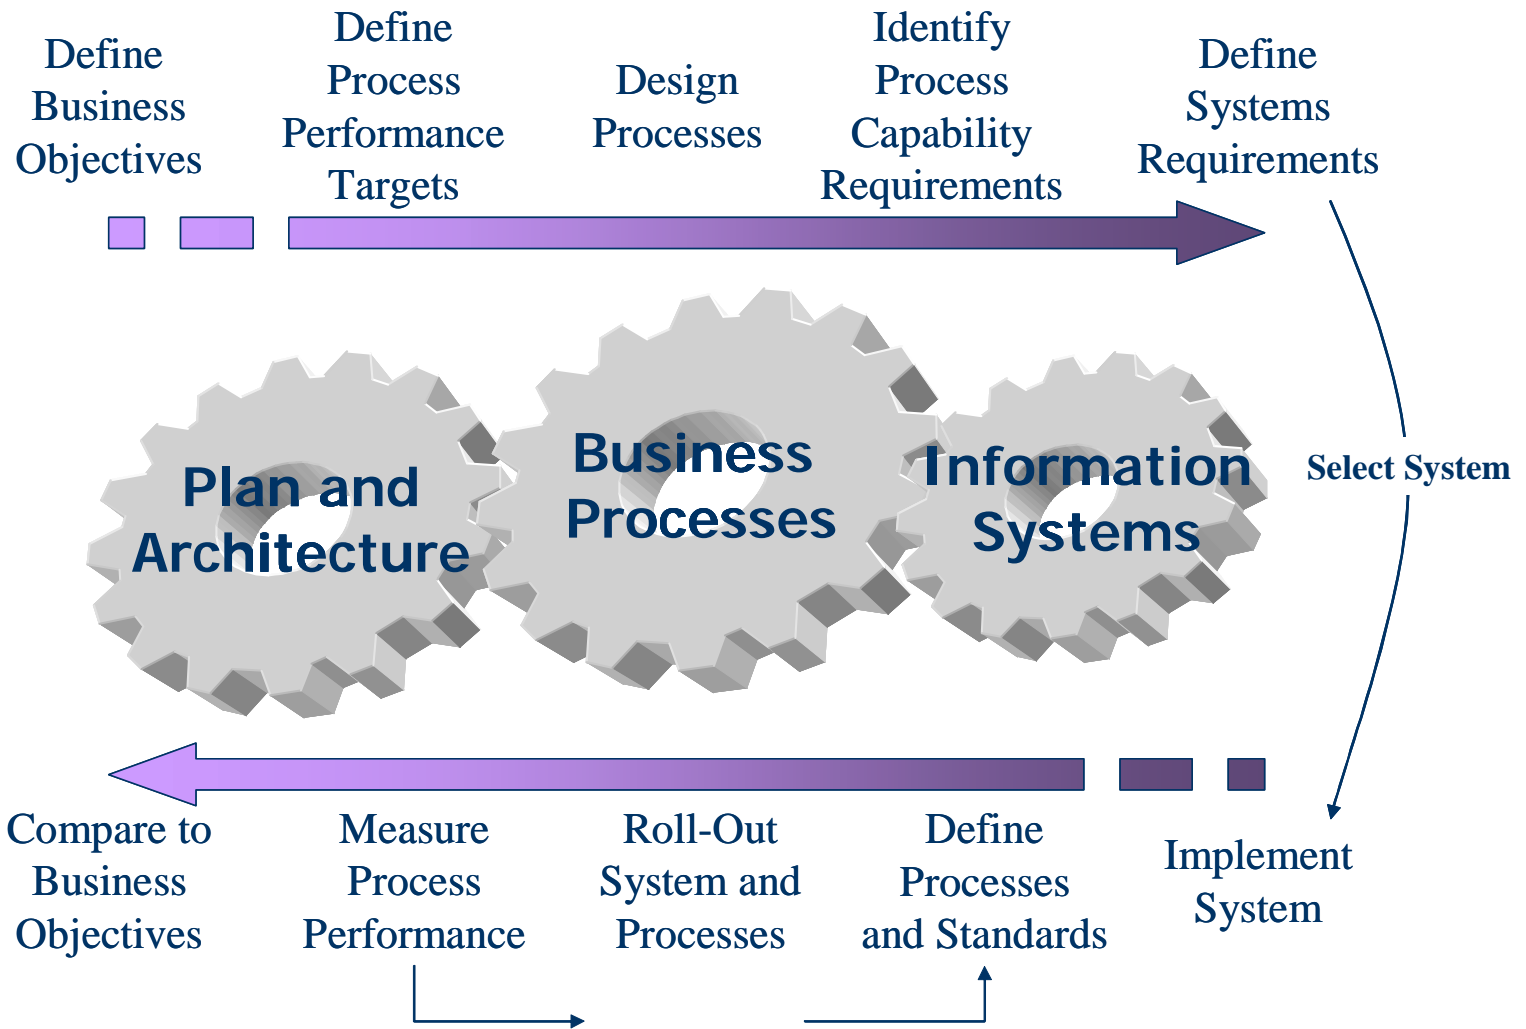 Define
Business
Objectives
Define
Process
Performance
Targets
Design
Processes
Identify
Process
Capability
Requirements
Define
Systems
Requirements
Plan and
Architecture
Business
Processes
Information
Systems
Select System
Compare to
Business
Objectives
Measure
Process
Performance
Roll-Out
System and
Processes
Define
Processes
and Standards
Implement
System